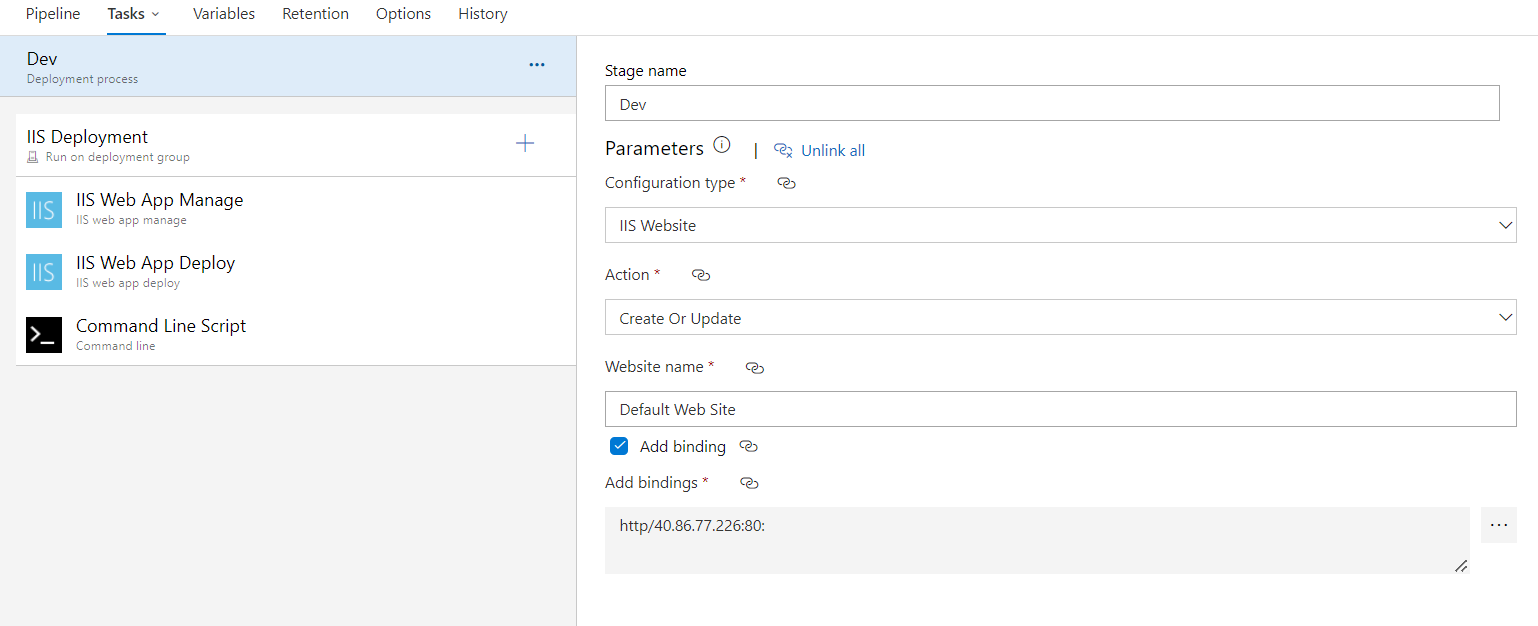 Pipeline Tasks Variables Retention Options History
Dev
Deployment process
IIS Deployment
Run on deployment group
IIS IIS Web App Manage
IIS web app manage
IIS IIS Web App Deploy
IIS web app deploy
>_ Command Line Script
Command line
Stage name
Dev
Parameters | Unlink all
Configuration type *
IIS Website
Action *
Create Or Update
Website name *
Default Web Site
Add binding
Add bindings *
http/40.86.77.226:80: